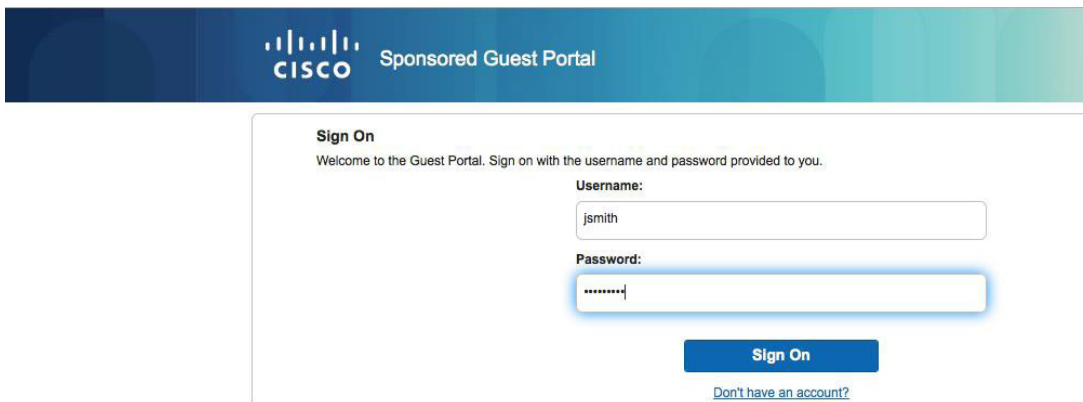 CISCO
Sponsored Guest Portal
Sign On
Welcome to the Guest Portal. Sign on with the username and password provided to you.
Username:
jsmith
Password:
•••••••••
Sign On
Don't have an account?